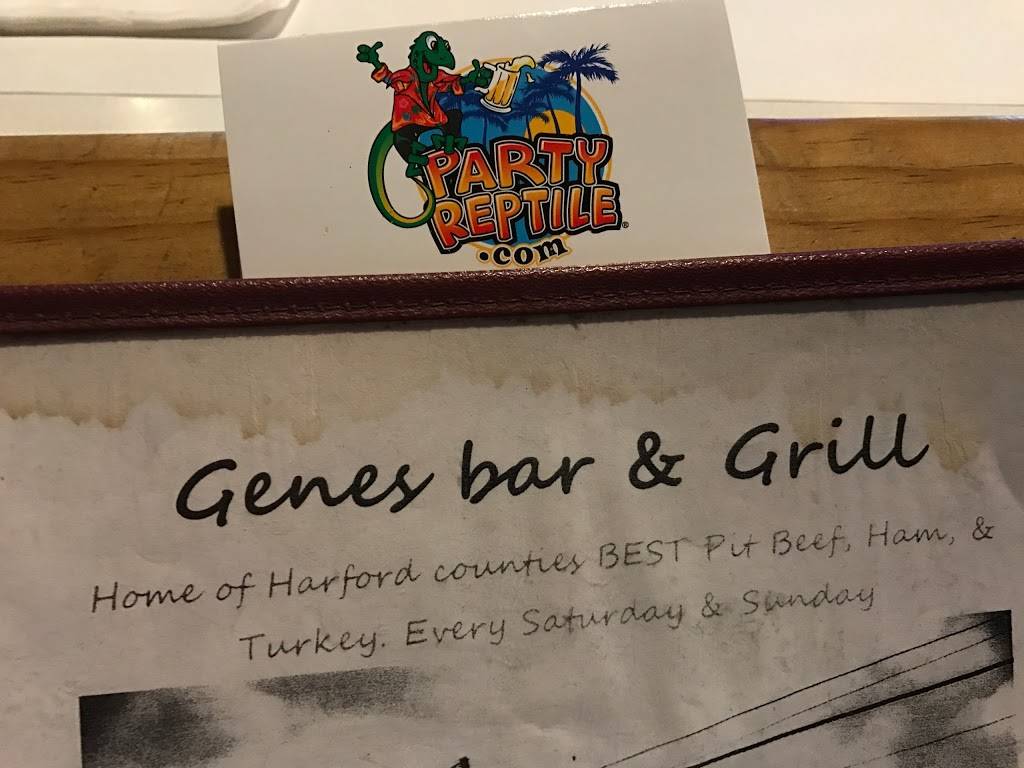 PARTY
REPTILE®
.com
Genes bar & Grill
Home of Harford counties BEST Pit Beef, Ham, &
Turkey. Every Saturday & Sunday